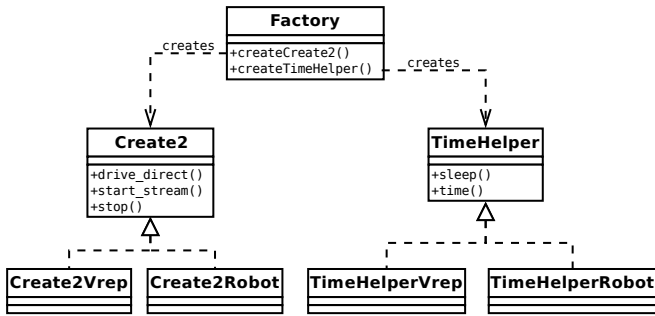 Factory
creates
+createCreate2()
+createTimeHelper()
creates
Create2
+drive_direct()
+start_stream()
+stop()
TimeHelper
+sleep()
+time()
Create2Vrep
Create2Robot
TimeHelperVrep
TimeHelperRobot